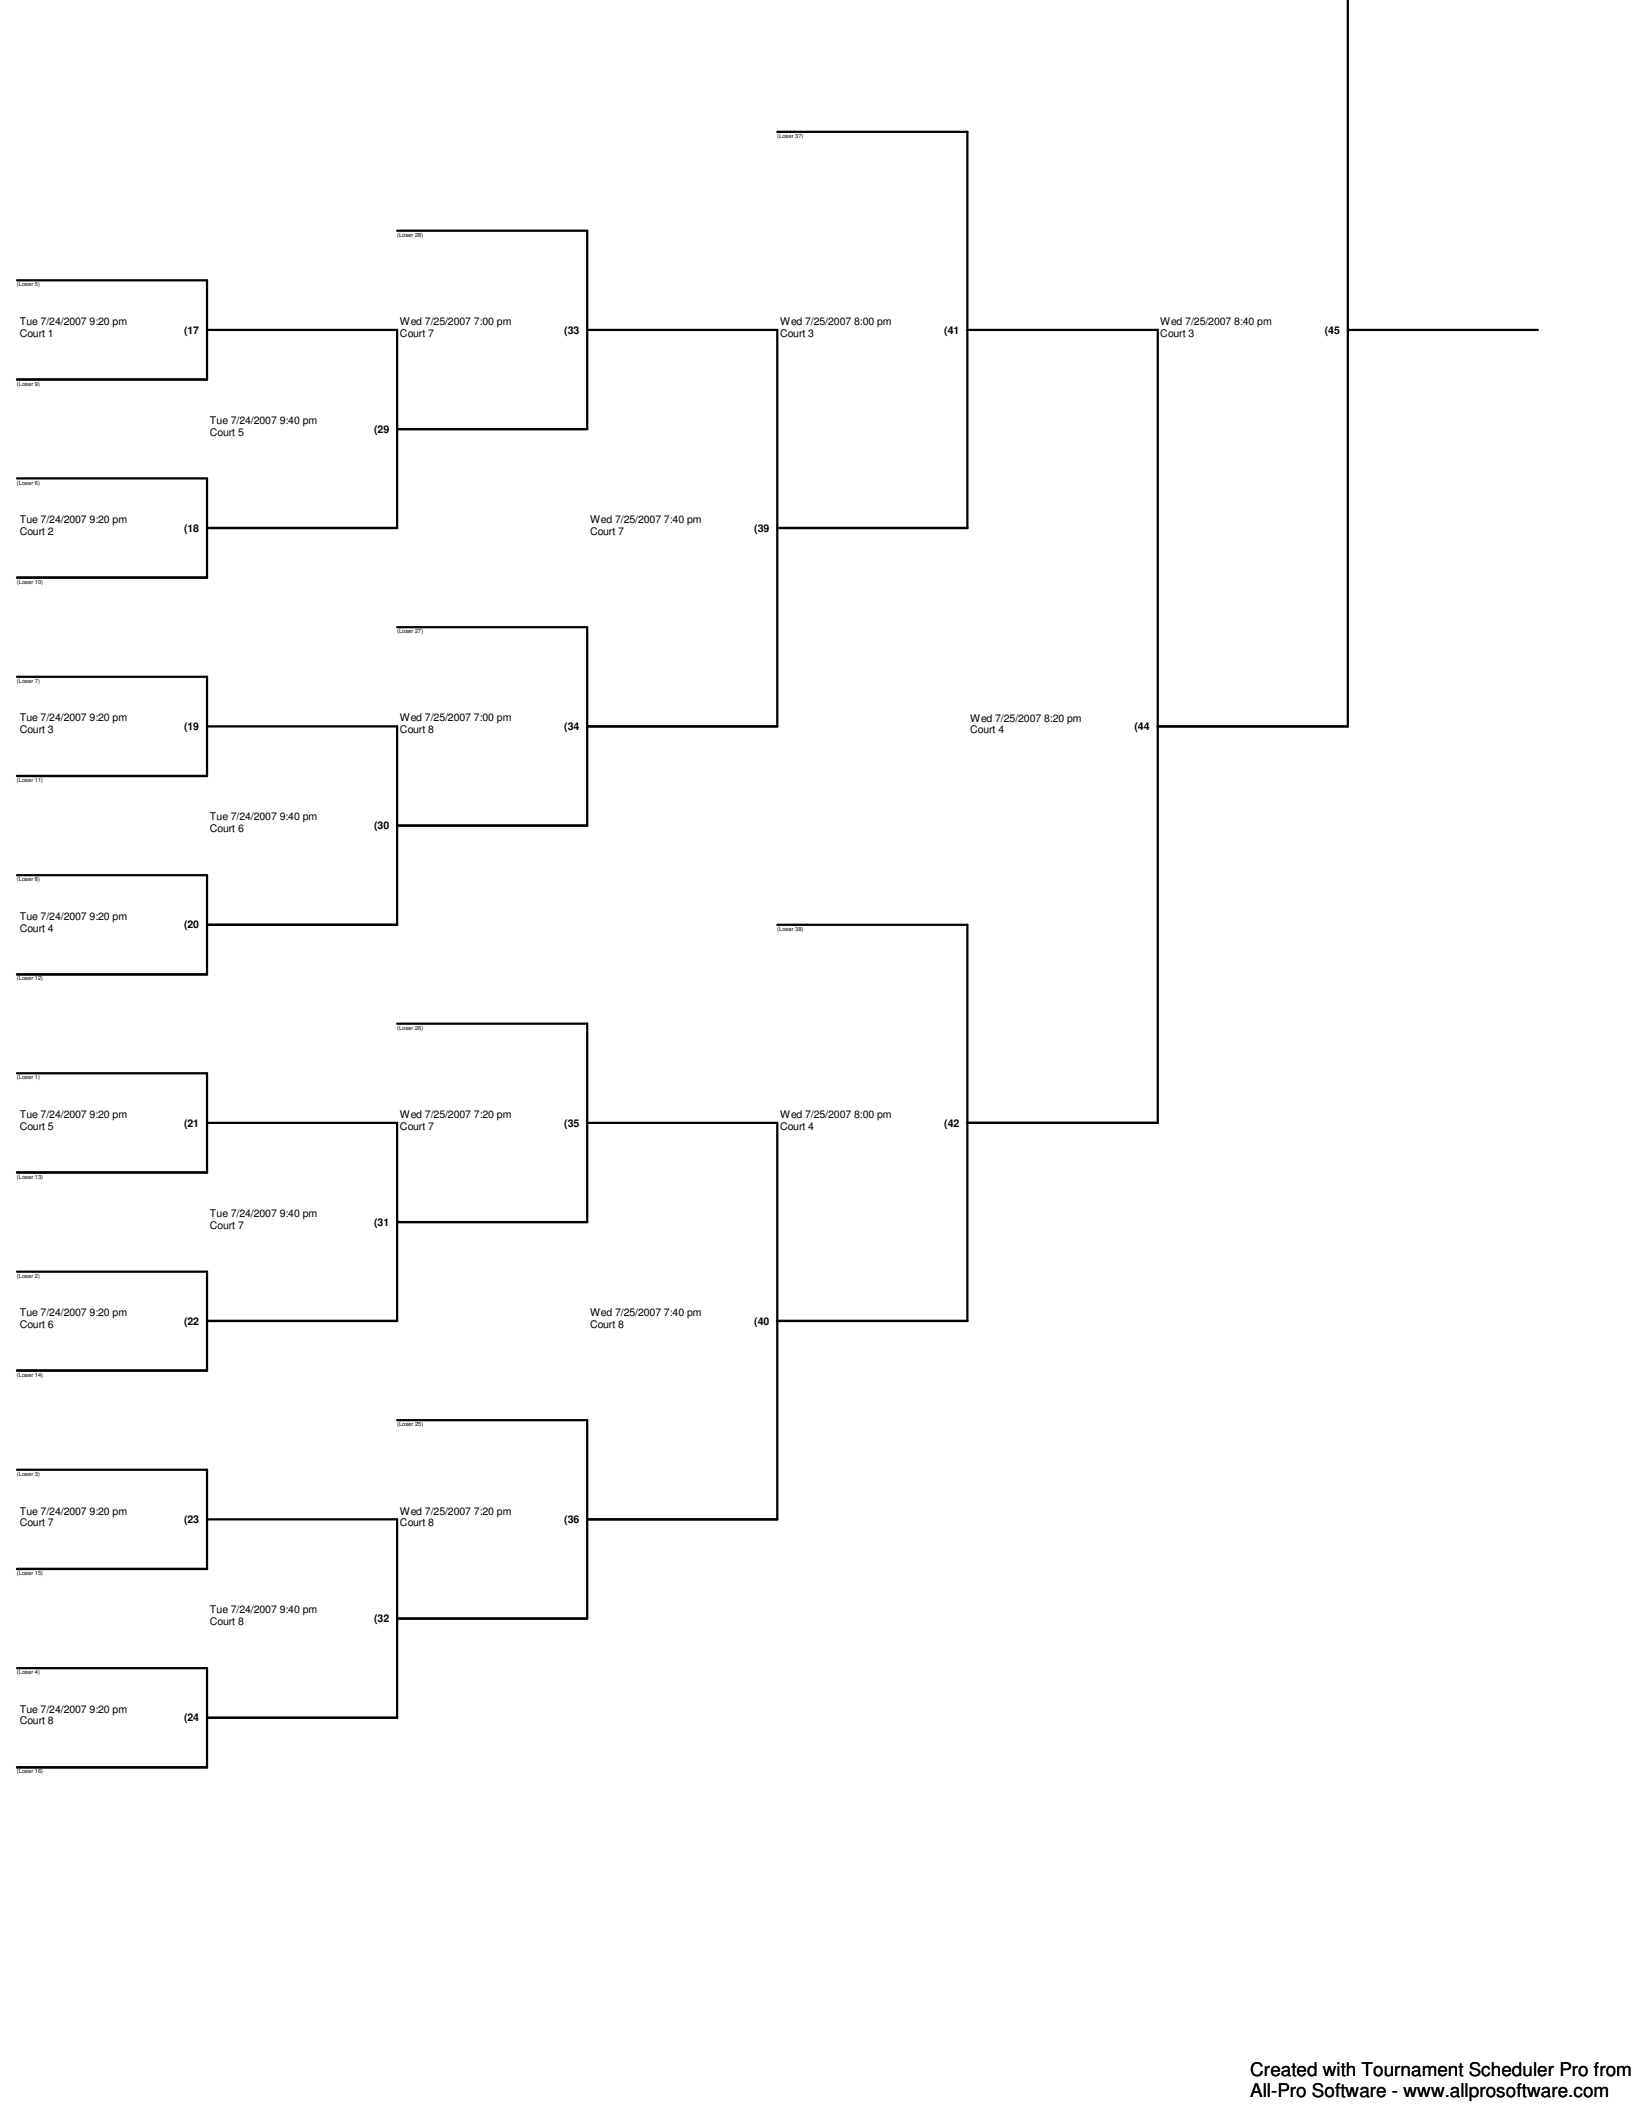 (Loser 37)
(Loser 28)
(Loser 5)
Tue 7/24/2007 9:20 pm
Court 1
(17
Wed 7/25/2007 7:00 pm
Court 7
(33
Wed 7/25/2007 8:00 pm
Court 3
(41
Wed 7/25/2007 8:40 pm
Court 3
(45
(Loser 9)
Tue 7/24/2007 9:40 pm
Court 5
(29
(Loser 6)
Tue 7/24/2007 9:20 pm
Court 2
(18
Wed 7/25/2007 7:40 pm
Court 7
(39
(Loser 10)
(Loser 27)
(Loser 7)
Tue 7/24/2007 9:20 pm
Court 3
(19
Wed 7/25/2007 7:00 pm
Court 8
(34
Wed 7/25/2007 8:20 pm
Court 4
(44
(Loser 11)
Tue 7/24/2007 9:40 pm
Court 6
(30
(Loser 8)
Tue 7/24/2007 9:20 pm
Court 4
(20
(Loser 38)
(Loser 12)
(Loser 26)
(Loser 1)
Tue 7/24/2007 9:20 pm
Court 5
(21
Wed 7/25/2007 7:20 pm
Court 7
(35
Wed 7/25/2007 8:00 pm
Court 4
(42
(Loser 13)
Tue 7/24/2007 9:40 pm
Court 7
(31
(Loser 2)
Tue 7/24/2007 9:20 pm
Court 6
(22
Wed 7/25/2007 7:40 pm
Court 8
(40
(Loser 14)
(Loser 25)
(Loser 3)
Tue 7/24/2007 9:20 pm
Court 7
(23
Wed 7/25/2007 7:20 pm
Court 8
(36
(Loser 15)
Tue 7/24/2007 9:40 pm
Court 8
(32
(Loser 4)
Tue 7/24/2007 9:20 pm
Court 8
(24
(Loser 16)
Created with Tournament Scheduler Pro from
All-Pro Software - www.allprosoftware.com